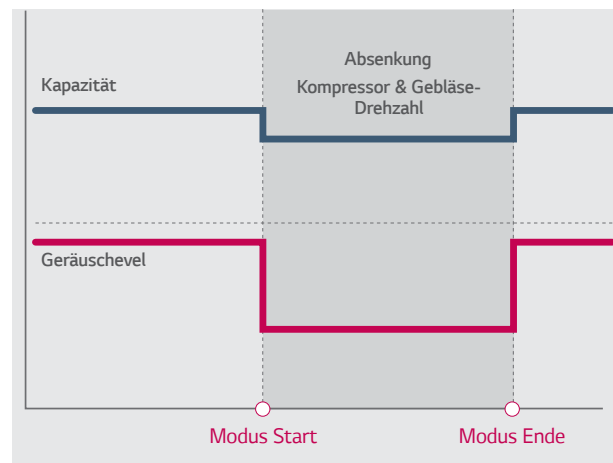 Absenkung
Kapazität
Kompressor & Gebläse-
Drehzahl
Geräuschevel
Modus Start
Modus Ende